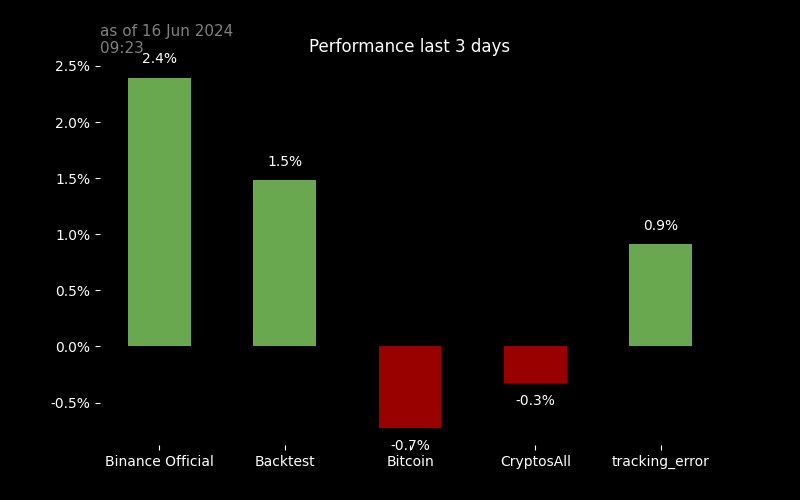 as of 16 Jun 2024
09:23
Performance last 3 days
2.5%
2.0%
1.5%
1.0%
0.5%
0.0%
-0.5%
2.4%
1.5%
-0.7%
-0.3%
0.9%
Binance Official
Backtest
Bitcoin
CryptosAll
tracking_error